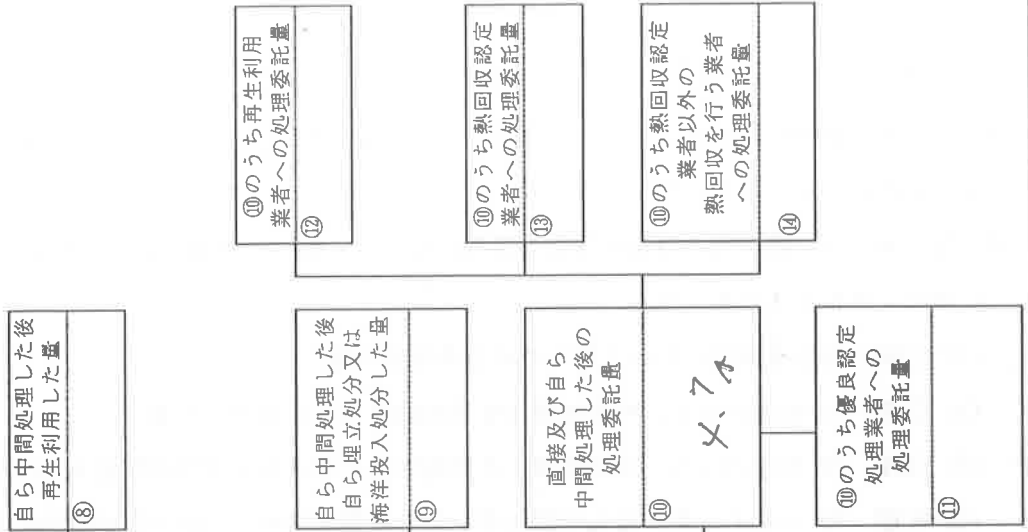 自ら中間処理した後
再生利用した量
⑧
自ら中間処理した後
自ら埋立処分又は
海洋投入処分した量
⑨
直接及び自ら
中間処理した後の
処理委託量
⑩
⑩のうち優良認定
処理業者への
処理委託量
⑪
⑩のうち再生利用
業者への処理委託量
⑫
⑩のうち熱回収認定
業者への処理委託量
⑬
⑩のうち熱回収認定
業者以外の
熱回収を行う業者
への処理委託量
⑭